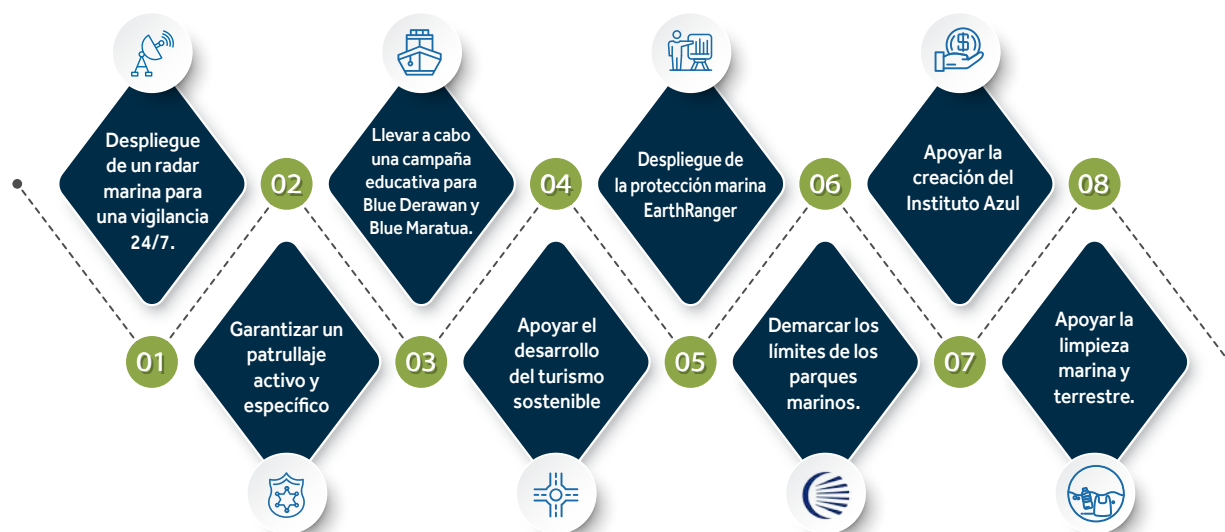 Despliegue
de un radar
marina para
una vigilancia
24/7.
01
02
Garantizar un
patrullaje
activo y
específico
Llevar a cabo
una campaña
educativa para
Blue Derawan y
Blue Maratua.
03
04
Apoyar el
desarrollo
del turismo
sostenible
Despliegue de
la protección marina
EarthRanger
05
06
Demarcar los
límites de los
parques
marinos.
Apoyar la
creación del
Instituto Azul
07
08
Apoyar la
limpieza
marina y
terrestre.